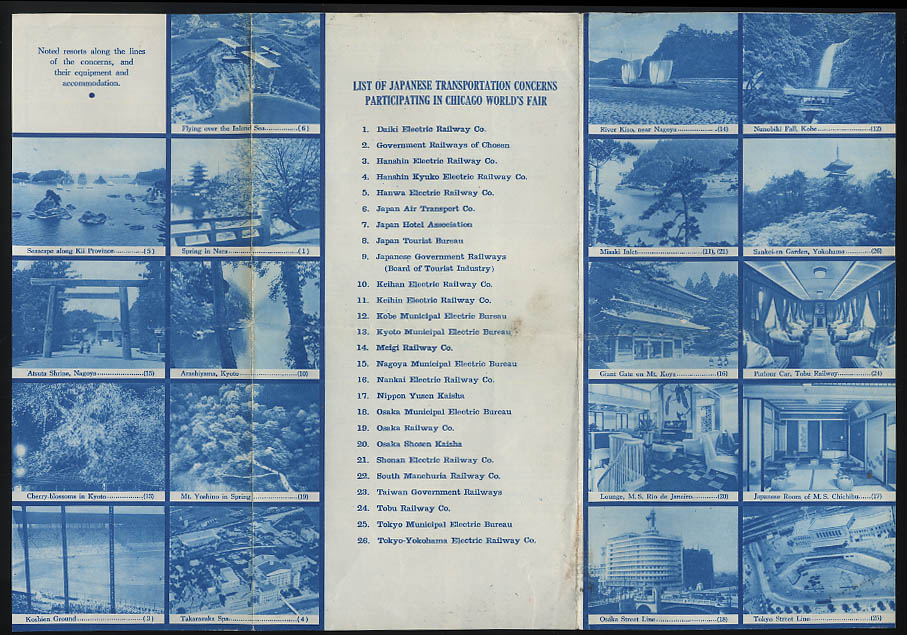 Noted resorts along the lines
of the concerns, and
their equipment and
accommodation.
Flying over the Inland Sea............(6)
Seascape along Kii Province............(5)
Spring in Nara............(1)
Atsuta Shrine, Nagoya............(15)
Arashiyama, Kyoto............(10)
Cherry-blossoms in Kyoto............(13)
Mt. Yoshino in Spring............(19)
Koshien Ground............(3)
Takarazuka Spa............(4)
LIST OF JAPANESE TRANSPORTATION CONCERNS
PARTICIPATING IN CHICAGO WORLD'S FAIR
1. Daiki Electric Railway Co.
2. Government Railways of Chosen
3. Hanshin Electric Railway Co.
4. Hanshin Kyuko Electric Railway Co.
5. Hanwa Electric Railway Co.
6. Japan Air Transport Co.
7. Japan Hotel Association
8. Japan Tourist Bureau
9. Japanese Government Railways
(Board of Tourist Industry)
10. Keihan Electric Railway Co.
11. Keihin Electric Railway Co.
12. Kobe Municipal Electric Bureau
13. Kyoto Municipal Electric Bureau
14. Meigi Railway Co.
15. Nagoya Municipal Electric Bureau
16. Nankai Electric Railway Co.
17. Nippon Yusen Kaisha
18. Osaka Municipal Electric Bureau
19. Osaka Railway Co.
20. Osaka Shosen Kaisha
21. Shonan Electric Railway Co.
22. South Manchuria Railway Co.
23. Taiwan Government Railways
24. Tobu Railway Co.
25. Tokyo Municipal Electric Bureau
26. Tokyo-Yokohama Electric Railway Co.
River Kiso, near Nagoya............(14)
Nunobiki Fall, Kobe............(12)
Misaki Inlet............(11), (21)
Sankei-en Garden, Yokohama............(26)
Giant Gate on Mt. Koya............(16)
Parlour Car, Tobu Railway............(24)
Lounge, M. S. Rio de Janeiro............(20)
Japanese Room of M. S. Chichibu............(17)
Osaka Street Line............(18)
Tokyo Street Line............(25)